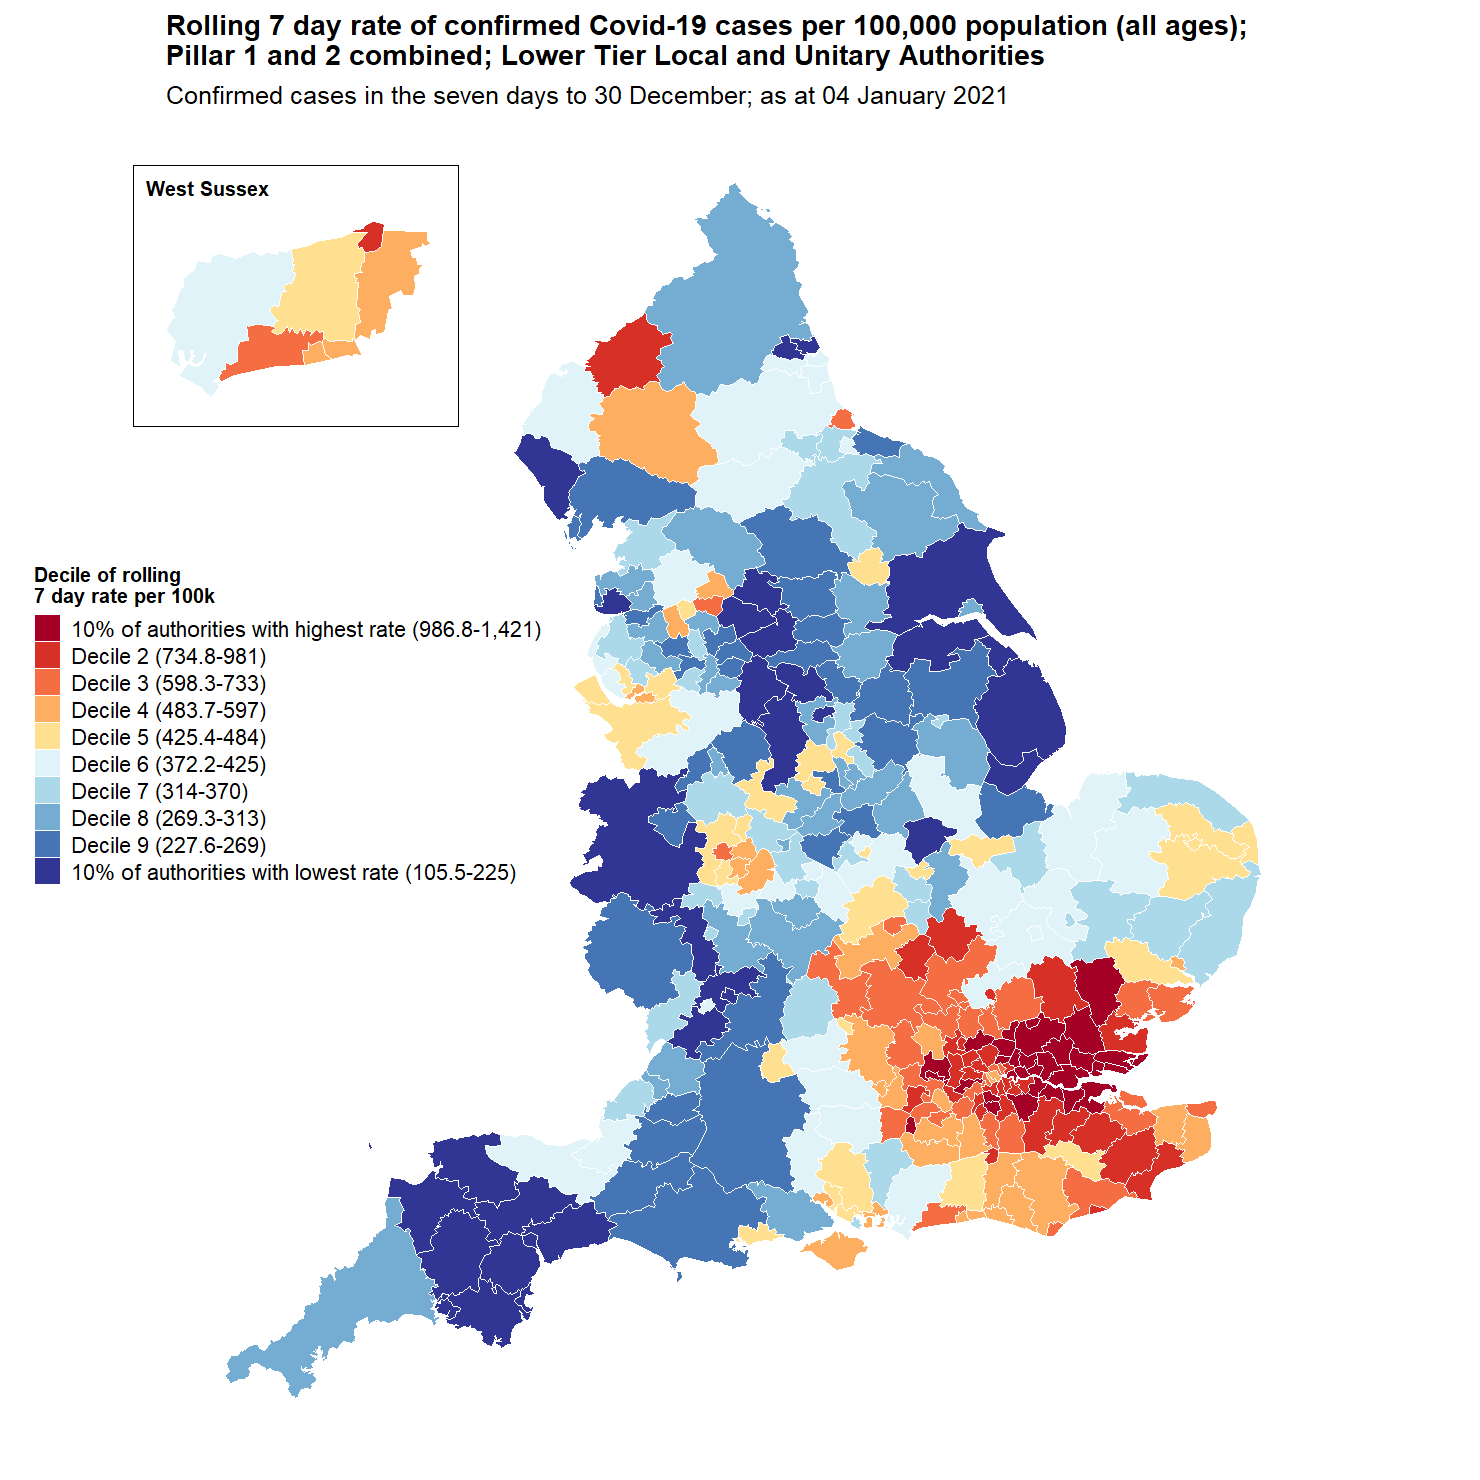 Rolling 7 day rate of confirmed Covid-19 cases per 100,000 population (all ages);
Pillar 1 and 2 combined; Lower Tier Local and Unitary Authorities
Confirmed cases in the seven days to 30 December; as at 04 January 2021
West Sussex
Decile of rolling
7 day rate per 100k
10% of authorities with highest rate (986.8-1,421)
Decile 2 (734.8-981)
Decile 3 (598.3-733)
Decile 4 (483.7-597)
Decile 5 (425.4-484)
Decile 6 (372.2-425)
Decile 7 (314-370)
Decile 8 (269.3-313)
Decile 9 (227.6-269)
10% of authorities with lowest rate (105.5-225)